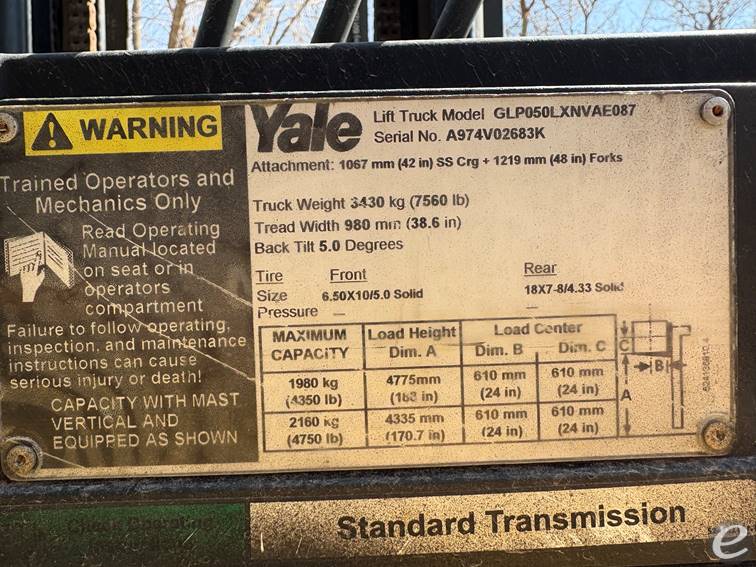 WARNING
Trained Operators and
Mechanics Only
Read Operating
Manual located
on seat or in
operators
compartment
Failure to follow operating,
inspection, and maintenance
instructions can cause
serious injury or death!
CAPACITY WITH MAST
VERTICAL AND
EQUIPPED AS SHOWN
Yale
Lift Truck Model GLP050LXNVAE087
Serial No. A974V02683K
Attachment: 1067 mm (42 in) SS Crg + 1219 mm (48 in) Forks
Truck Weight 3430 kg (7560 lb)
Tread Width 980 mm (38.6 in)
Back Tilt 5.0 Degrees
Tire Front Rear
Size 6.50X10/5.0 Solid 18X7-8/4.33 Solid
Pressure — —
MAXIMUM CAPACITY Load Height Dim. A Load Center Dim. B Dim. C
1980 kg 4775mm 610 mm 610 mm
(4350 lb) (188 in) (24 in) (24 in)
2160 kg 4335 mm 610 mm 610 mm
(4750 lb) (170.7 in) (24 in) (24 in)
C
B
A
Check Operating
Standard Transmission
e